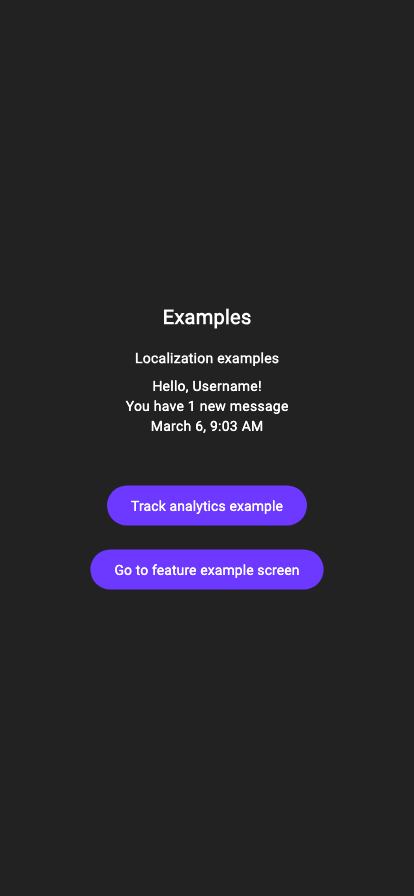 Examples
Localization examples
Hello, Username!
You have 1 new message
March 6, 9:03 AM
Track analytics example
Go to feature example screen